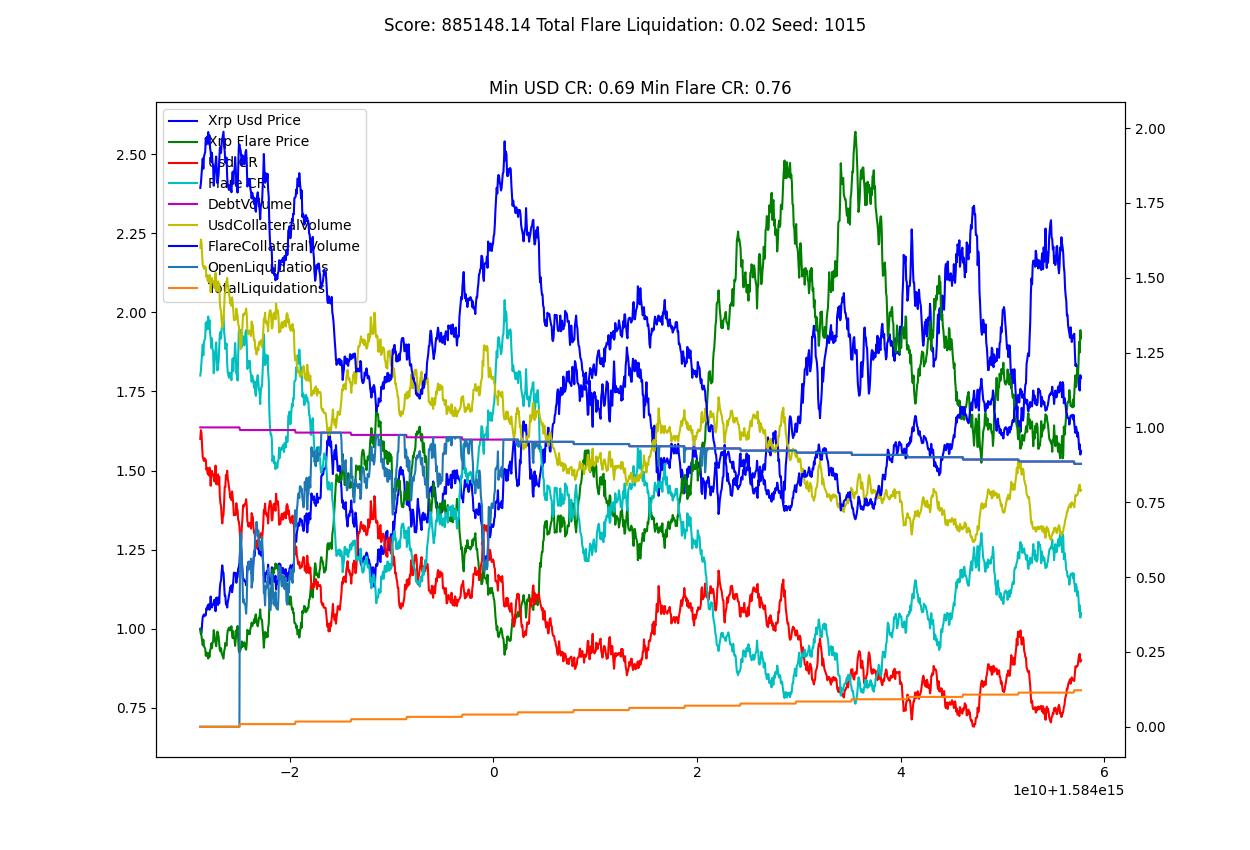 Score: 885148.14 Total Flare Liquidation: 0.02 Seed: 1015
Min USD CR: 0.69 Min Flare CR: 0.76
Xrp Usd Price
Xrp Flare Price
Usd CR
Flare CR
DebtVolume
UsdCollateralVolume
FlareCollateralVolume
OpenLiquidations
TotalLiquidations
2.50
2.25
2.00
1.75
1.50
1.25
1.00
0.75
2.00
1.75
1.50
1.25
1.00
0.75
0.50
0.25
0.00
−2 0 2 4 6
1e10+1.584e15